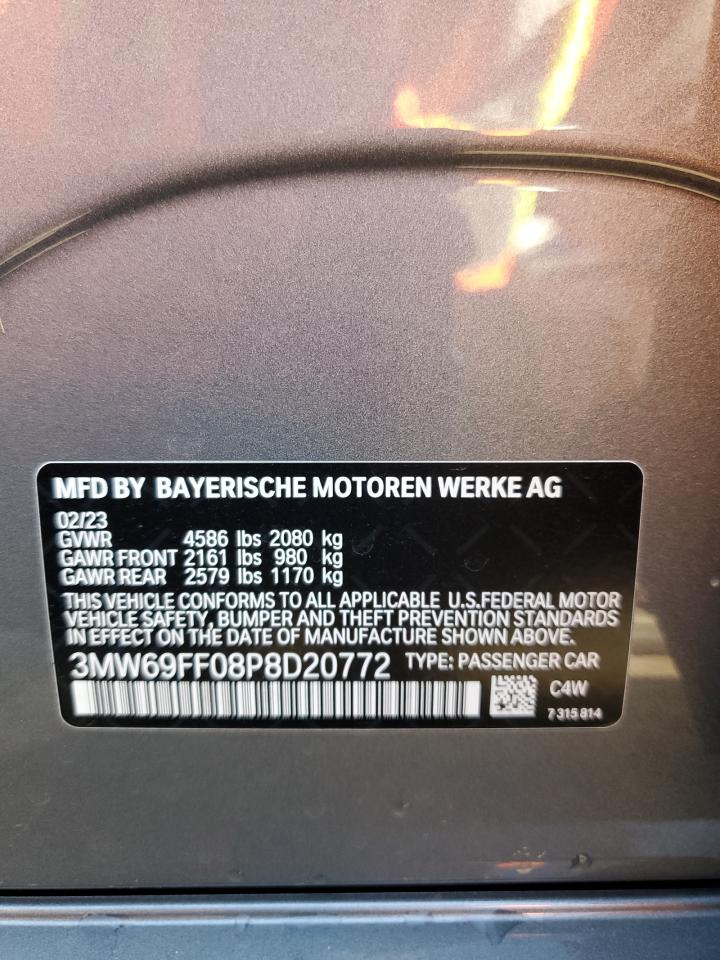 MFD BY BAYERISCHE MOTOREN WERKE AG
02/23
GVWR 4586 lbs 2080 kg
GAWR FRONT 2161 lbs 980 kg
GAWR REAR 2579 lbs 1170 kg
THIS VEHICLE CONFORMS TO ALL APPLICABLE U.S.FEDERAL MOTOR
VEHICLE SAFETY, BUMPER AND THEFT PREVENTION STANDARDS
IN EFFECT ON THE DATE OF MANUFACTURE SHOWN ABOVE.
3MW69FF08P8D20772 TYPE: PASSENGER CAR
C4W
7 315 814